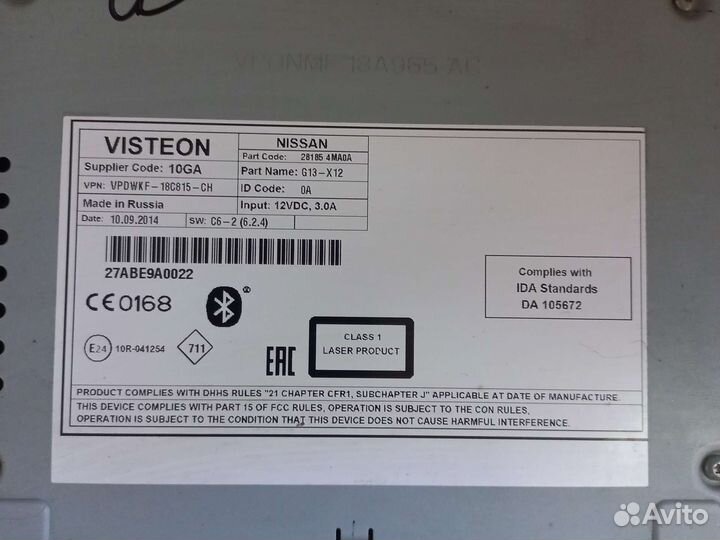 VISTEON
Supplier Code: 10GA
VPN: VPDWKF-18C815-CH
Made in Russia
Date: 10.09.2014 SW: C6-2 (6.2.4)
NISSAN
Part Code: 28185 4MA0A
Part Name: G13-X12
ID Code: 0A
Input: 12VDC, 3.0A
27ABE9A0022
CE0168
E24 10R-041254 711
EAC
CLASS 1
LASER PRODUCT
Complies with
IDA Standards
DA 105672
PRODUCT COMPLIES WITH DHHS RULES "21 CHAPTER CFR1, SUBCHAPTER J" APPLICABLE AT DATE OF MANUFACTURE.
THIS DEVICE COMPLIES WITH PART 15 OF FCC RULES, OPERATION IS SUBJECT TO THE CON RULES,
OPERATION IS SUBJECT TO THE CONDITION THAT THIS DEVICE DOES NOT CAUSE HARMFUL INTERFERENCE.
Avito